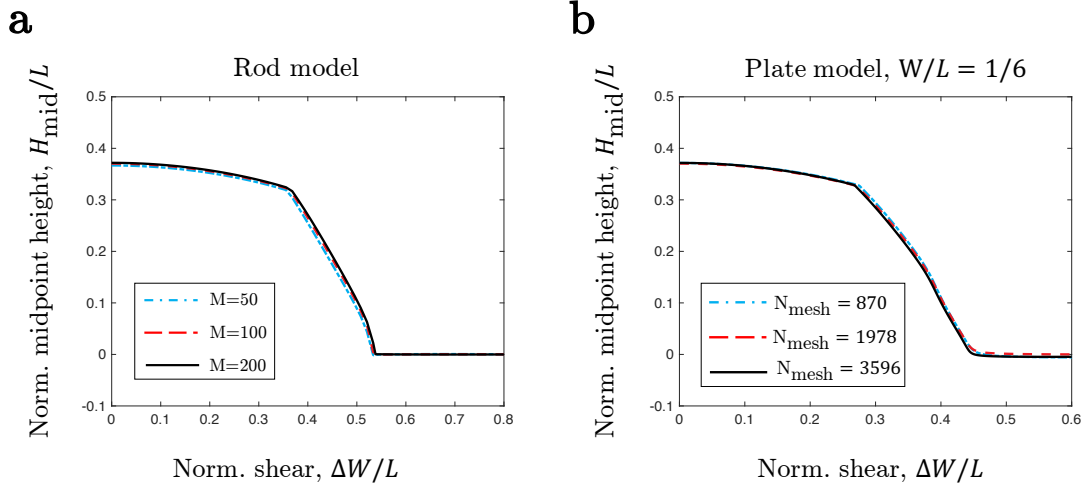 a
Rod model
Norm. midpoint height, H_mid/L
0.5
0.4
0.3
0.2
0.1
0
-0.1
M=50
M=100
M=200
0
0.1
0.2
0.3
0.4
0.5
0.6
0.7
0.8
Norm. shear, ΔW/L
b
Plate model, W/L = 1/6
Norm. midpoint height, H_mid/L
0.5
0.4
0.3
0.2
0.1
0
-0.1
N_mesh = 870
N_mesh = 1978
N_mesh = 3596
0
0.1
0.2
0.3
0.4
0.5
0.6
Norm. shear, ΔW/L